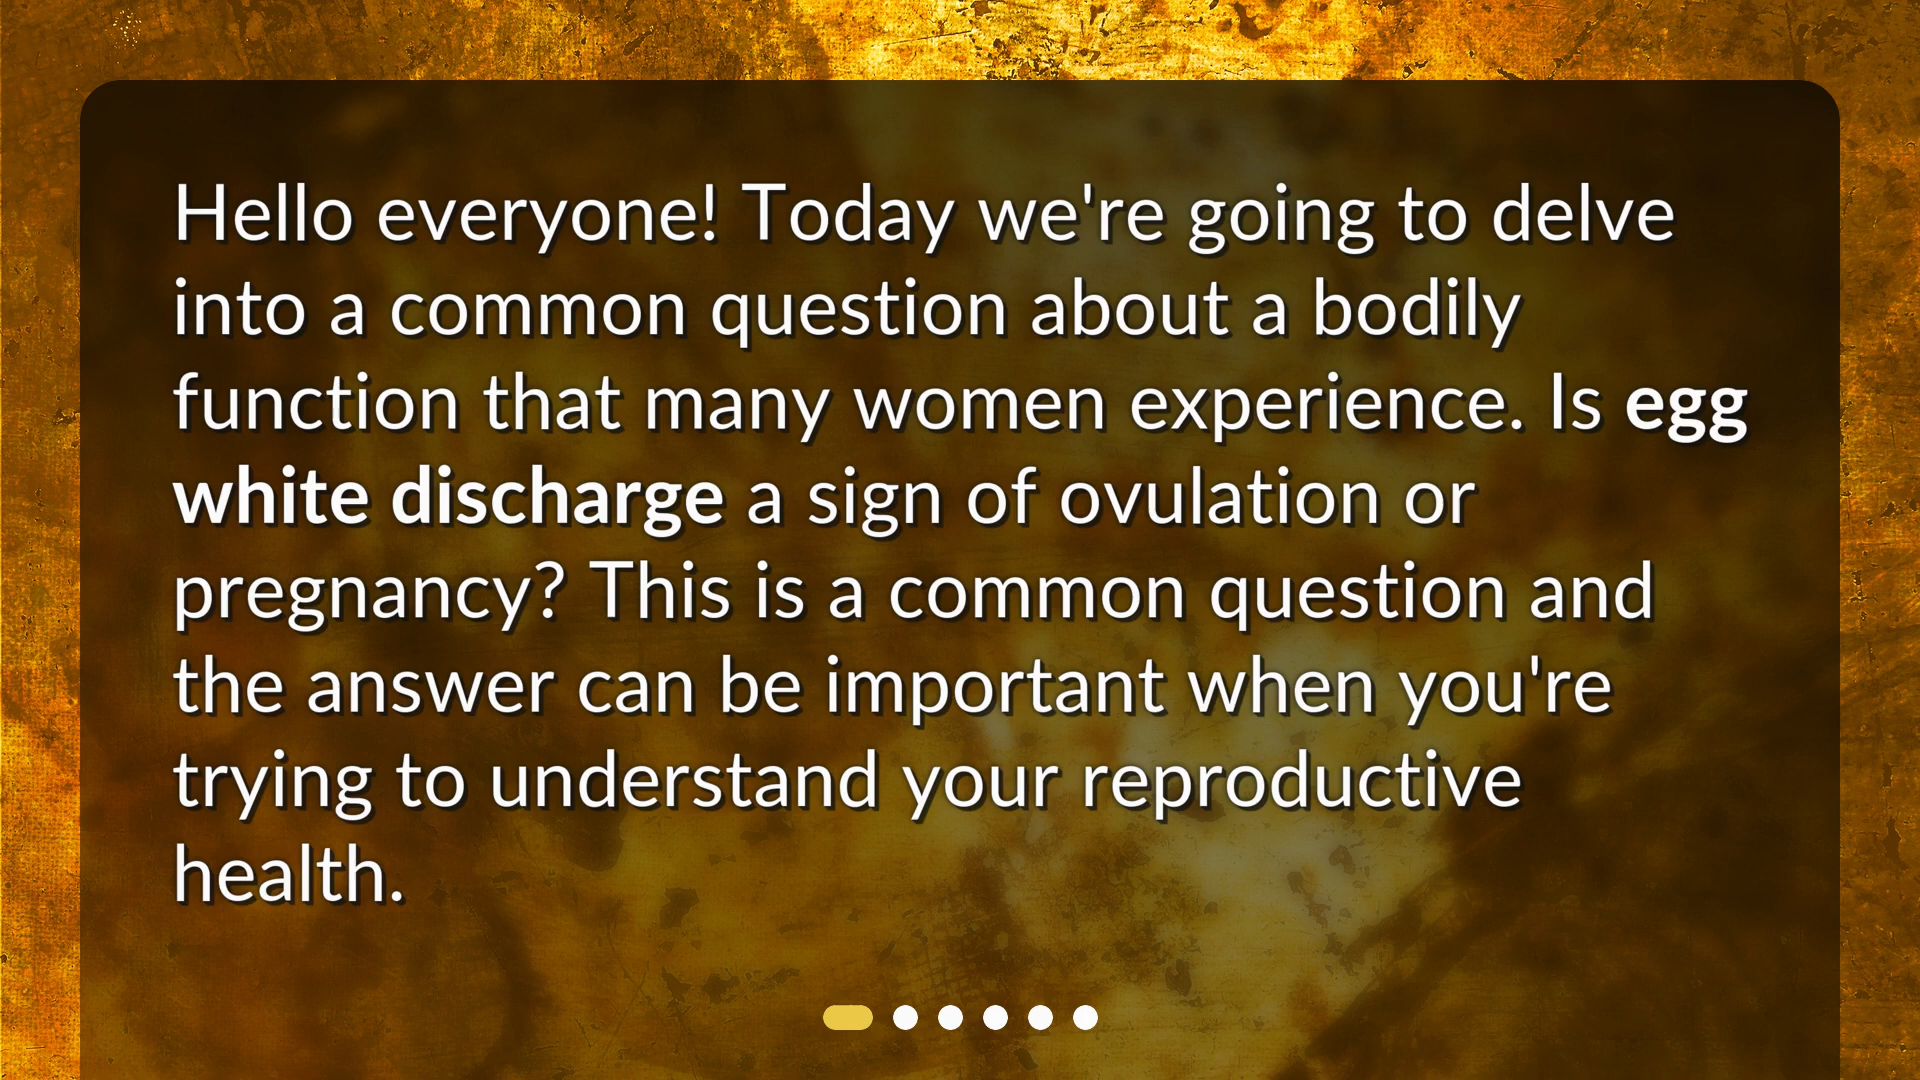 Hello everyone! Today we're going to delve
into a common question about a bodily
function that many women experience. Is egg
white discharge a sign of ovulation or
pregnancy? This is a common question and
the answer can be important when you're
trying to understand your reproductive
health.